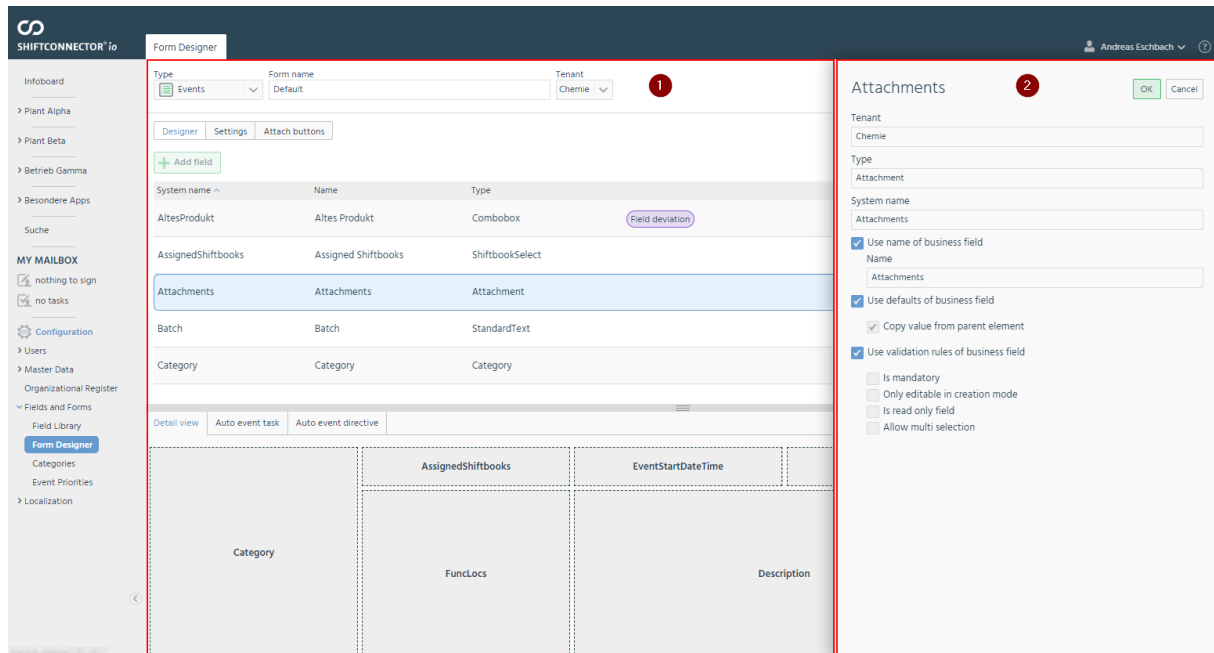 SHIFTCONNECTOR® io
Form Designer
Andreas Eschbach
?
Infoboard
> Plant Alpha
> Plant Beta
> Betrieb Gamma
> Besondere Apps
Suche
MY MAILBOX
nothing to sign
no tasks
Configuration
> Users
> Master Data
Organizational Register
Fields and Forms
Field Library
Form Designer
Categories
Event Priorities
> Localization
Type Form name Tenant
Events Default Chemie
1
Designer Settings Attach buttons
+ Add field
System name Name Type
AltesProdukt Altes Produkt Combobox Field deviation
AssignedShiftbooks Assigned Shiftbooks ShiftbookSelect
Attachments Attachments Attachment
Batch Batch StandardText
Category Category Category
Detail view Auto event task Auto event directive
AssignedShiftbooks EventStartDateTime
Category
FuncLocs
Description
Attachments
2
OK Cancel
Tenant
Chemie
Type
Attachment
System name
Attachments
Use name of business field
Name
Attachments
Use defaults of business field
Copy value from parent element
Use validation rules of business field
Is mandatory
Only editable in creation mode
Is read only field
Allow multi selection